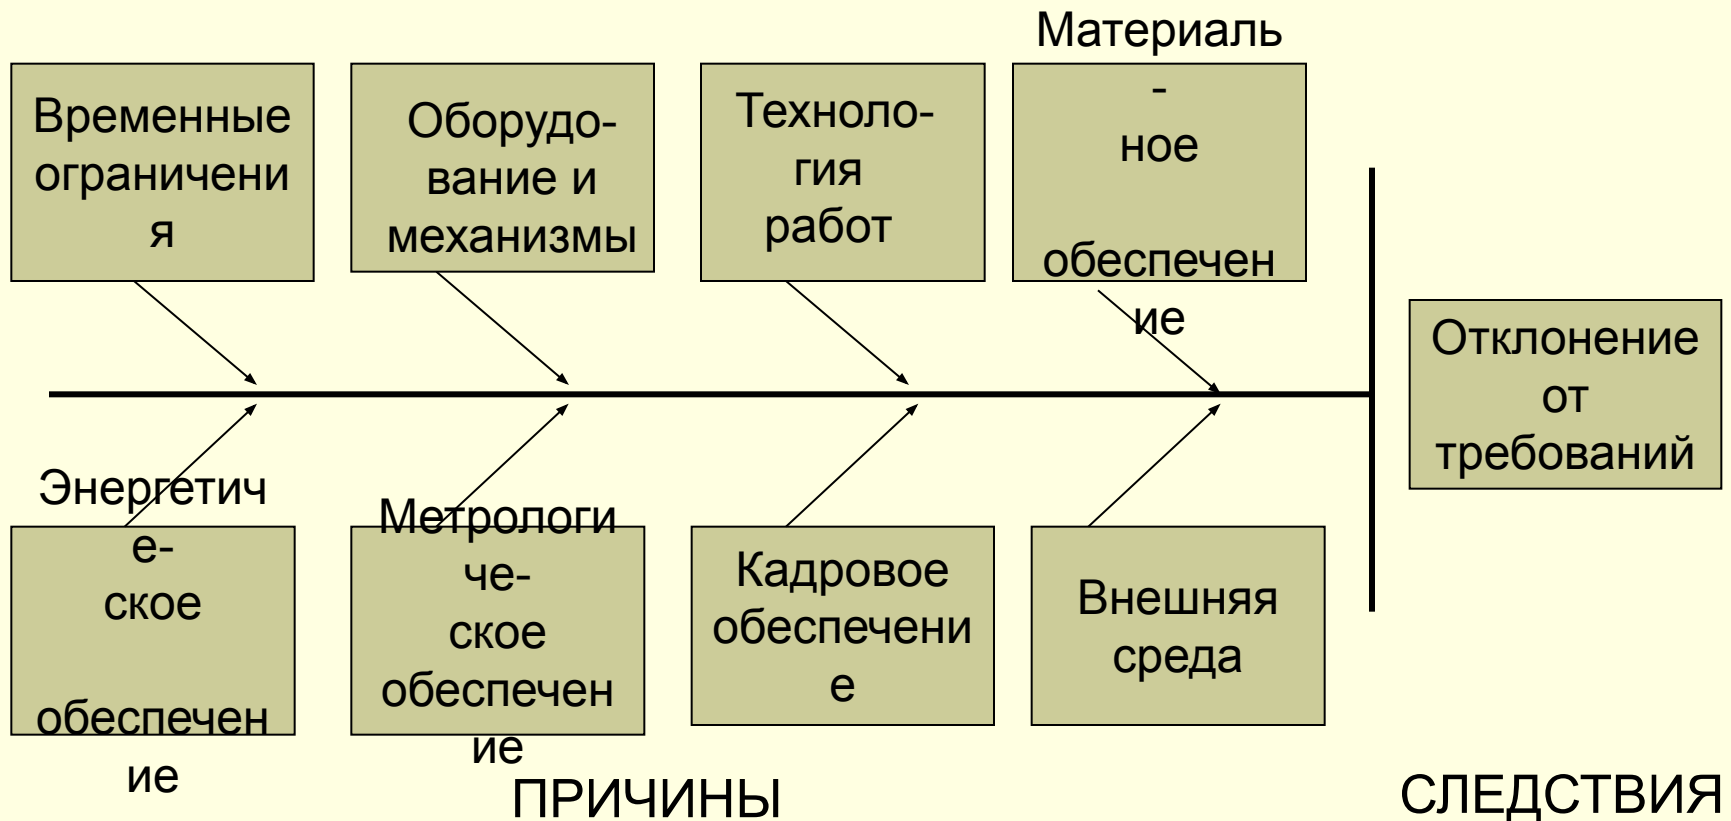 Временные
ограничени
я
Оборудо-
вание и
механизмы
Техноло-
гия
работ
Материаль
-
ное
обеспечен
ие
Отклонение
от
требований
Энергетич
е-
ское
обеспечен
ие
Метрологи
че-
ское
обеспечен
ие
Кадровое
обеспечени
е
Внешняя
среда
ПРИЧИНЫ
СЛЕДСТВИЯ